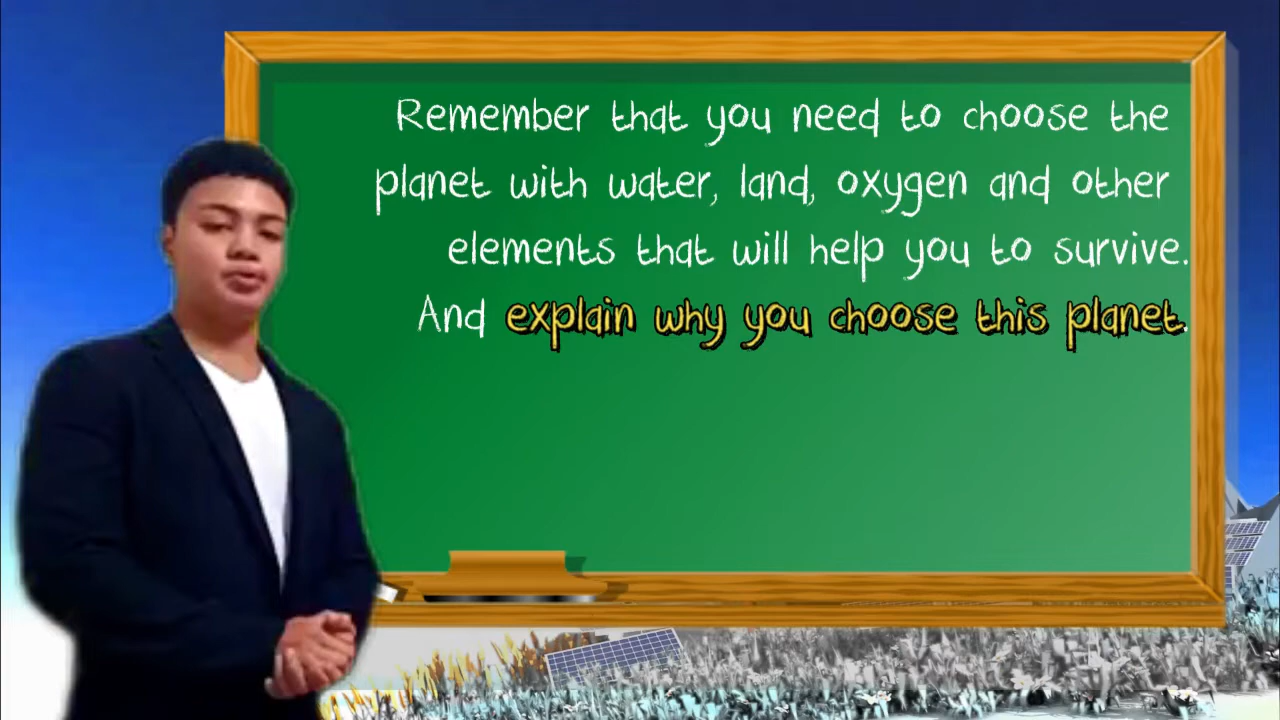 Remember that you need to choose the
planet with water, land, oxygen and other
elements that will help you to survive.
And explain why you choose this planet.